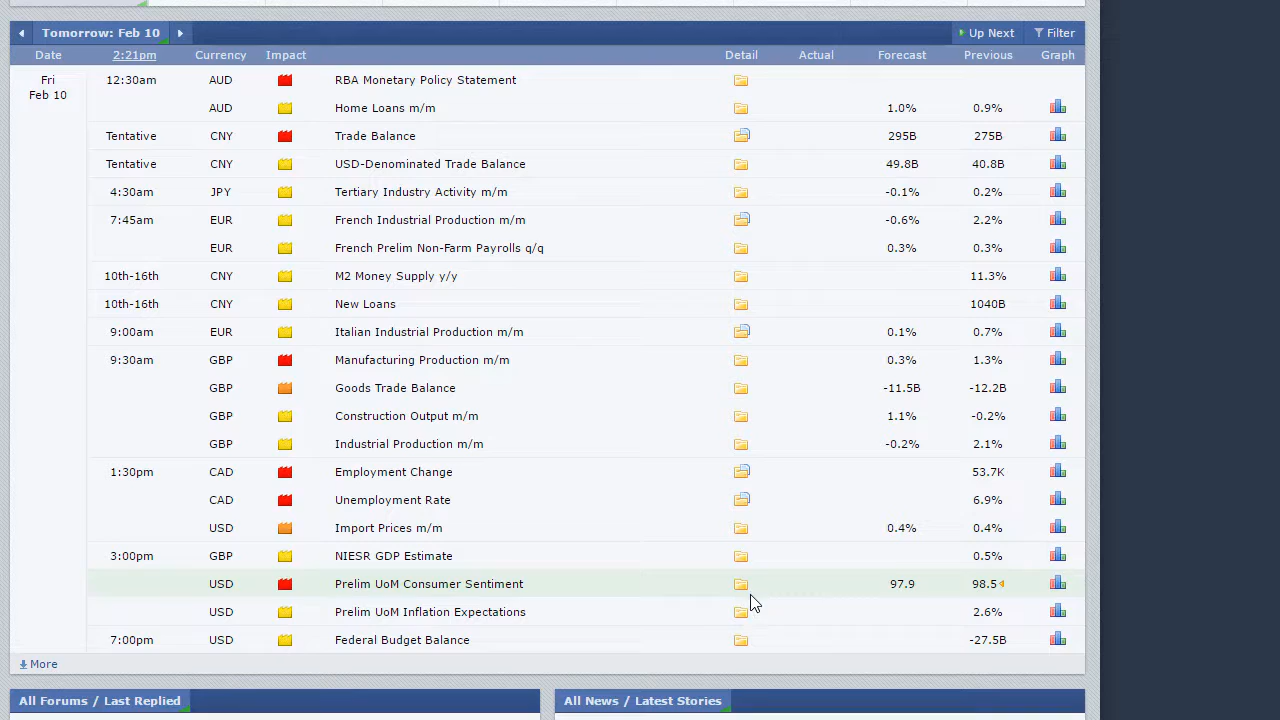 Tomorrow: Feb 10 Up Next Filter
Date 2:21pm Currency Impact Detail Actual Forecast Previous Graph
Fri 12:30am AUD RBA Monetary Policy Statement
Feb 10
AUD Home Loans m/m 1.0% 0.9%
Tentative CNY Trade Balance 295B 275B
Tentative CNY USD-Denominated Trade Balance 49.8B 40.8B
4:30am JPY Tertiary Industry Activity m/m -0.1% 0.2%
7:45am EUR French Industrial Production m/m -0.6% 2.2%
EUR French Prelim Non-Farm Payrolls q/q 0.3% 0.3%
10th-16th CNY M2 Money Supply y/y 11.3%
10th-16th CNY New Loans 1040B
9:00am EUR Italian Industrial Production m/m 0.1% 0.7%
9:30am GBP Manufacturing Production m/m 0.3% 1.3%
GBP Goods Trade Balance -11.5B -12.2B
GBP Construction Output m/m 1.1% -0.2%
GBP Industrial Production m/m -0.2% 2.1%
1:30pm CAD Employment Change 53.7K
CAD Unemployment Rate 6.9%
USD Import Prices m/m 0.4% 0.4%
3:00pm GBP NIESR GDP Estimate 0.5%
USD Prelim UoM Consumer Sentiment 97.9 98.5
USD Prelim UoM Inflation Expectations 2.6%
7:00pm USD Federal Budget Balance -27.5B
More
All Forums / Last Replied All News / Latest Stories